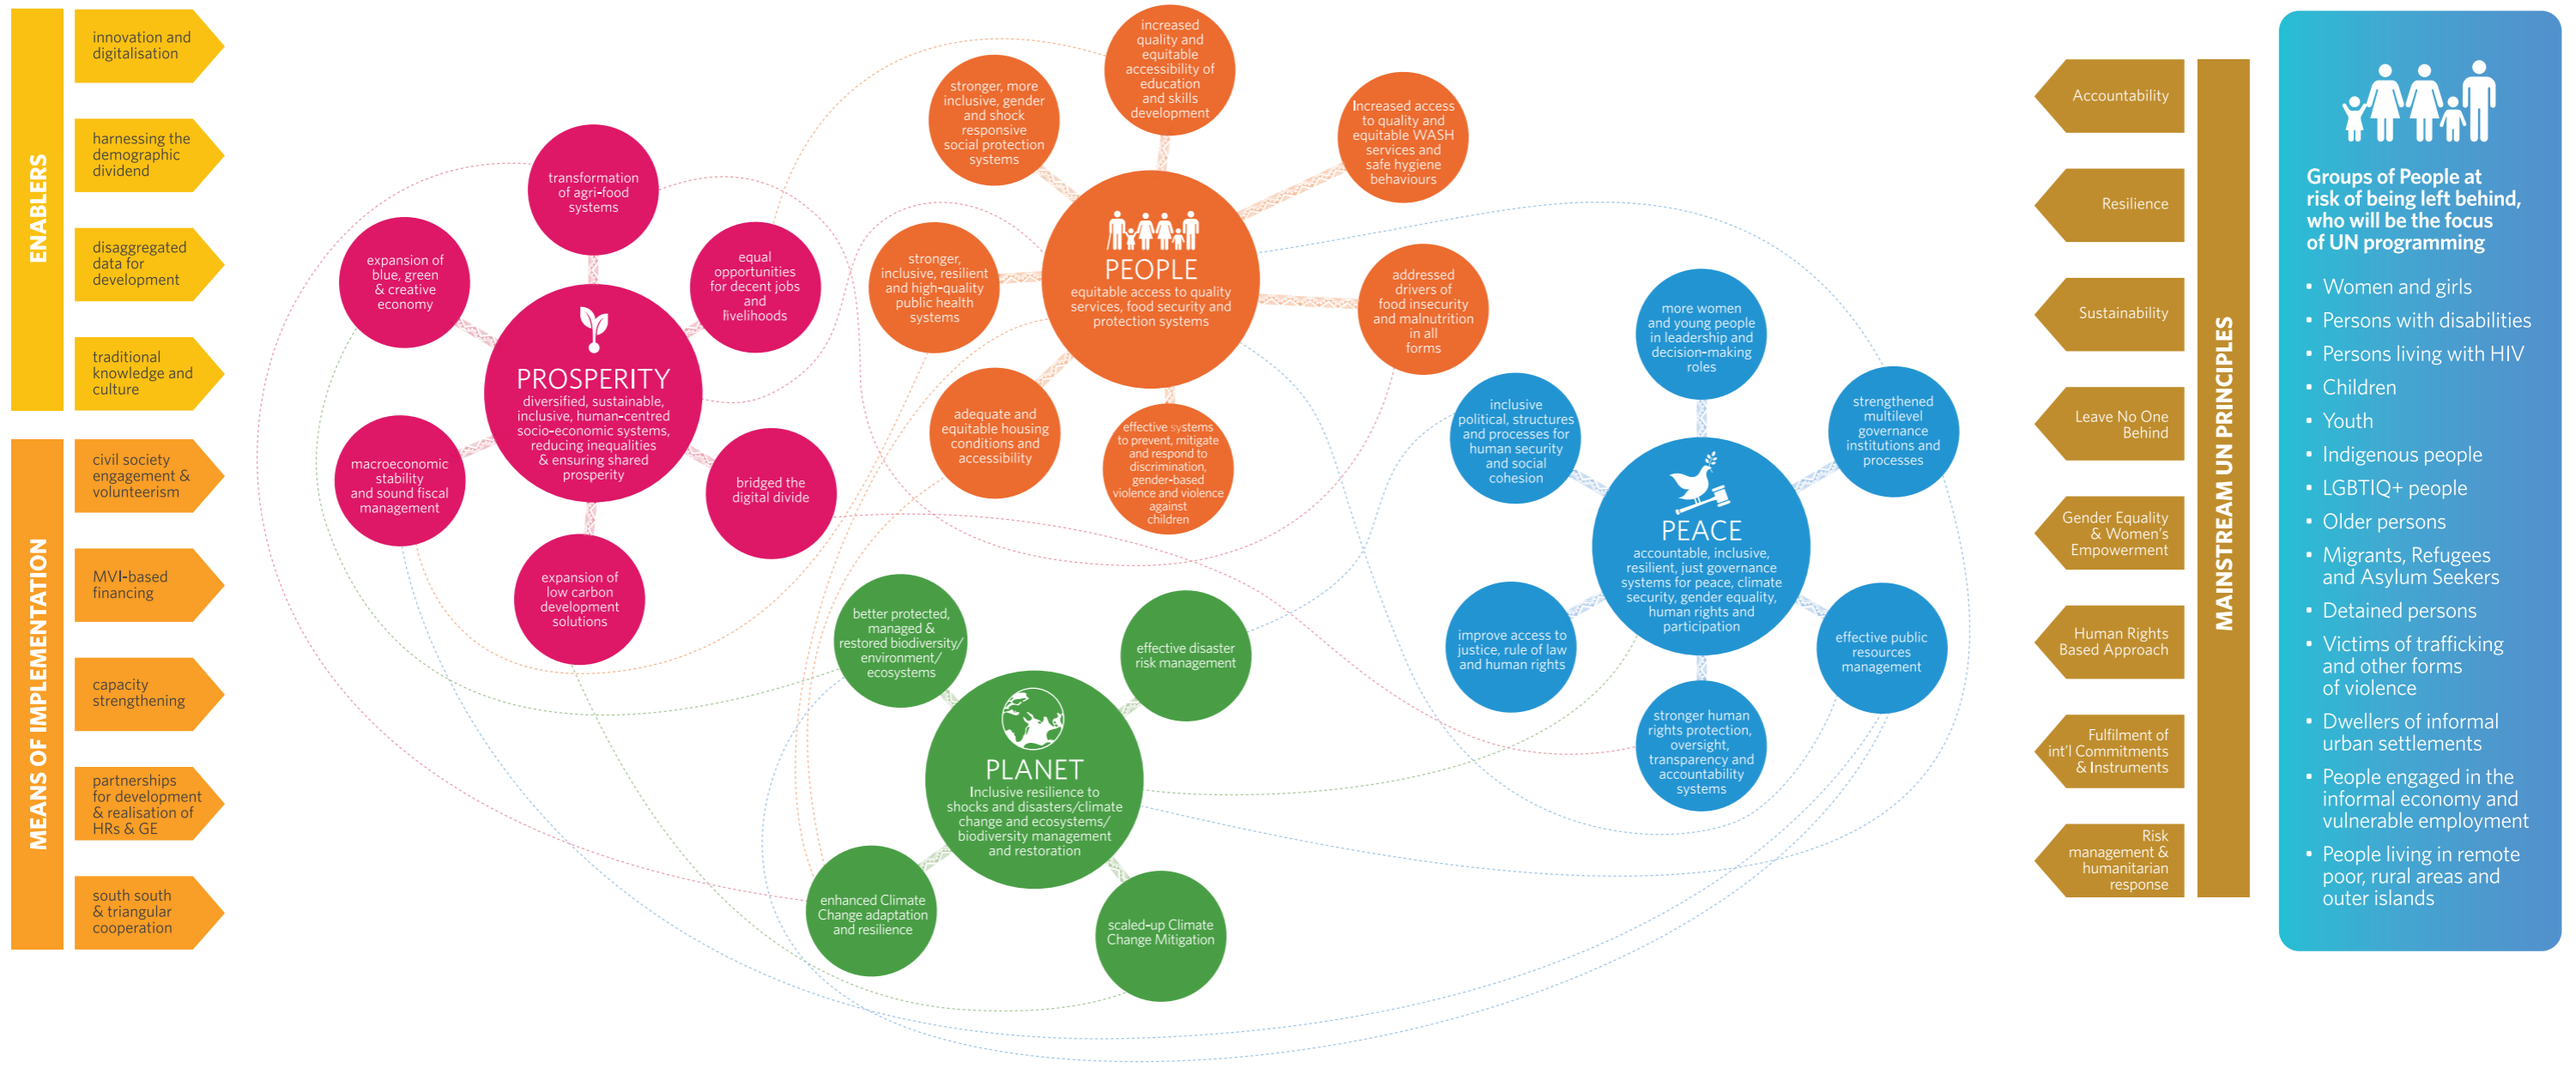 ENABLERS
innovation and
digitalisation
harnessing the
demographic
dividend
disaggregated
data for
development
traditional
knowledge and
culture
MEANS OF IMPLEMENTATION
civil society
engagement &
volunteerism
MVI-based
financing
capacity
strengthening
partnerships
for development
& realisation of
HRs & GE
south south
& triangular
cooperation
transformation
of agri-food
systems
expansion of
blue, green
& creative
economy
equal
opportunities
for decent jobs
and
livelihoods
PROSPERITY
diversified, sustainable,
inclusive, human-centred
socio-economic systems,
reducing inequalities
& ensuring shared
prosperity
macroeconomic
stability
and sound fiscal
management
bridged the
digital divide
expansion of
low carbon
development
solutions
increased
quality and
equitable
accessibility of
education
and skills
development
stronger, more
inclusive, gender
and shock
responsive
social protection
systems
Increased access
to quality and
equitable WASH
services and
safe hygiene
behaviours
stronger,
inclusive, resilient
and high-quality
public health
systems
PEOPLE
equitable access to quality
services, food security and
protection systems
addressed
drivers of
food insecurity
and malnutrition
in all
forms
adequate and
equitable housing
conditions and
accessibility
effective systems
to prevent, mitigate
and respond to
discrimination,
gender-based
violence and violence
against
children
better protected,
managed &
restored biodiversity/
environment/
ecosystems
effective disaster
risk management
PLANET
Inclusive resilience to
shocks and disasters/climate
change and ecosystems/
biodiversity management
and restoration
enhanced Climate
Change adaptation
and resilience
scaled-up Climate
Change Mitigation
more women
and young people
in leadership and
decision-making
roles
inclusive
political, structures
and processes for
human security
and social
cohesion
strengthened
multilevel
governance
institutions and
processes
PEACE
accountable, inclusive,
resilient, just governance
systems for peace, climate
security, gender equality,
human rights and
participation
improve access to
justice, rule of law
and human rights
effective public
resources
management
stronger human
rights protection,
oversight,
transparency and
accountability
systems
Accountability
Resilience
Sustainability
Leave No One
Behind
Gender Equality
& Women's
Empowerment
Human Rights
Based Approach
Fulfilment of
int'l Commitments
& Instruments
Risk
management &
humanitarian
response
MAINSTREAM UN PRINCIPLES
Groups of People at
risk of being left behind,
who will be the focus
of UN programming
• Women and girls
• Persons with disabilities
• Persons living with HIV
• Children
• Youth
• Indigenous people
• LGBTIQ+ people
• Older persons
• Migrants, Refugees
and Asylum Seekers
• Detained persons
• Victims of trafficking
and other forms
of violence
• Dwellers of informal
urban settlements
• People engaged in the
informal economy and
vulnerable employment
• People living in remote
poor, rural areas and
outer islands